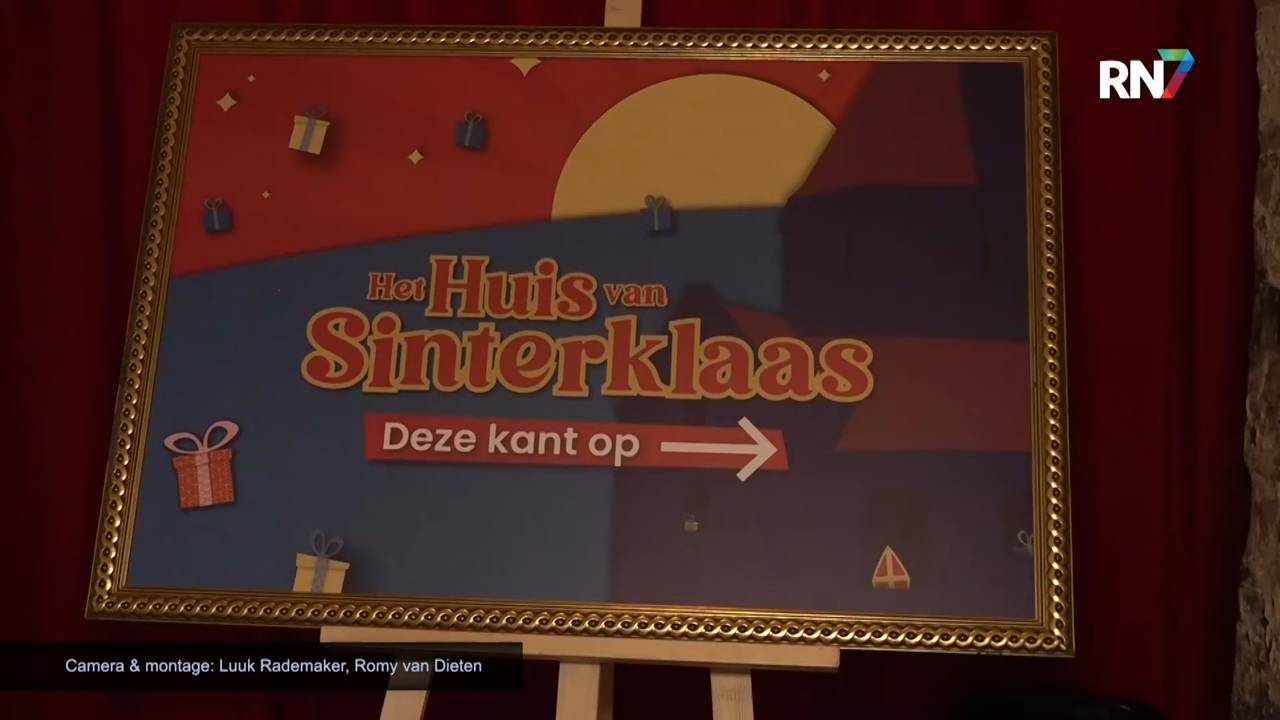 RN7
Het Huis van
Sinterklaas
Deze kant op
Camera & montage: Luuk Rademaker, Romy van Dieten